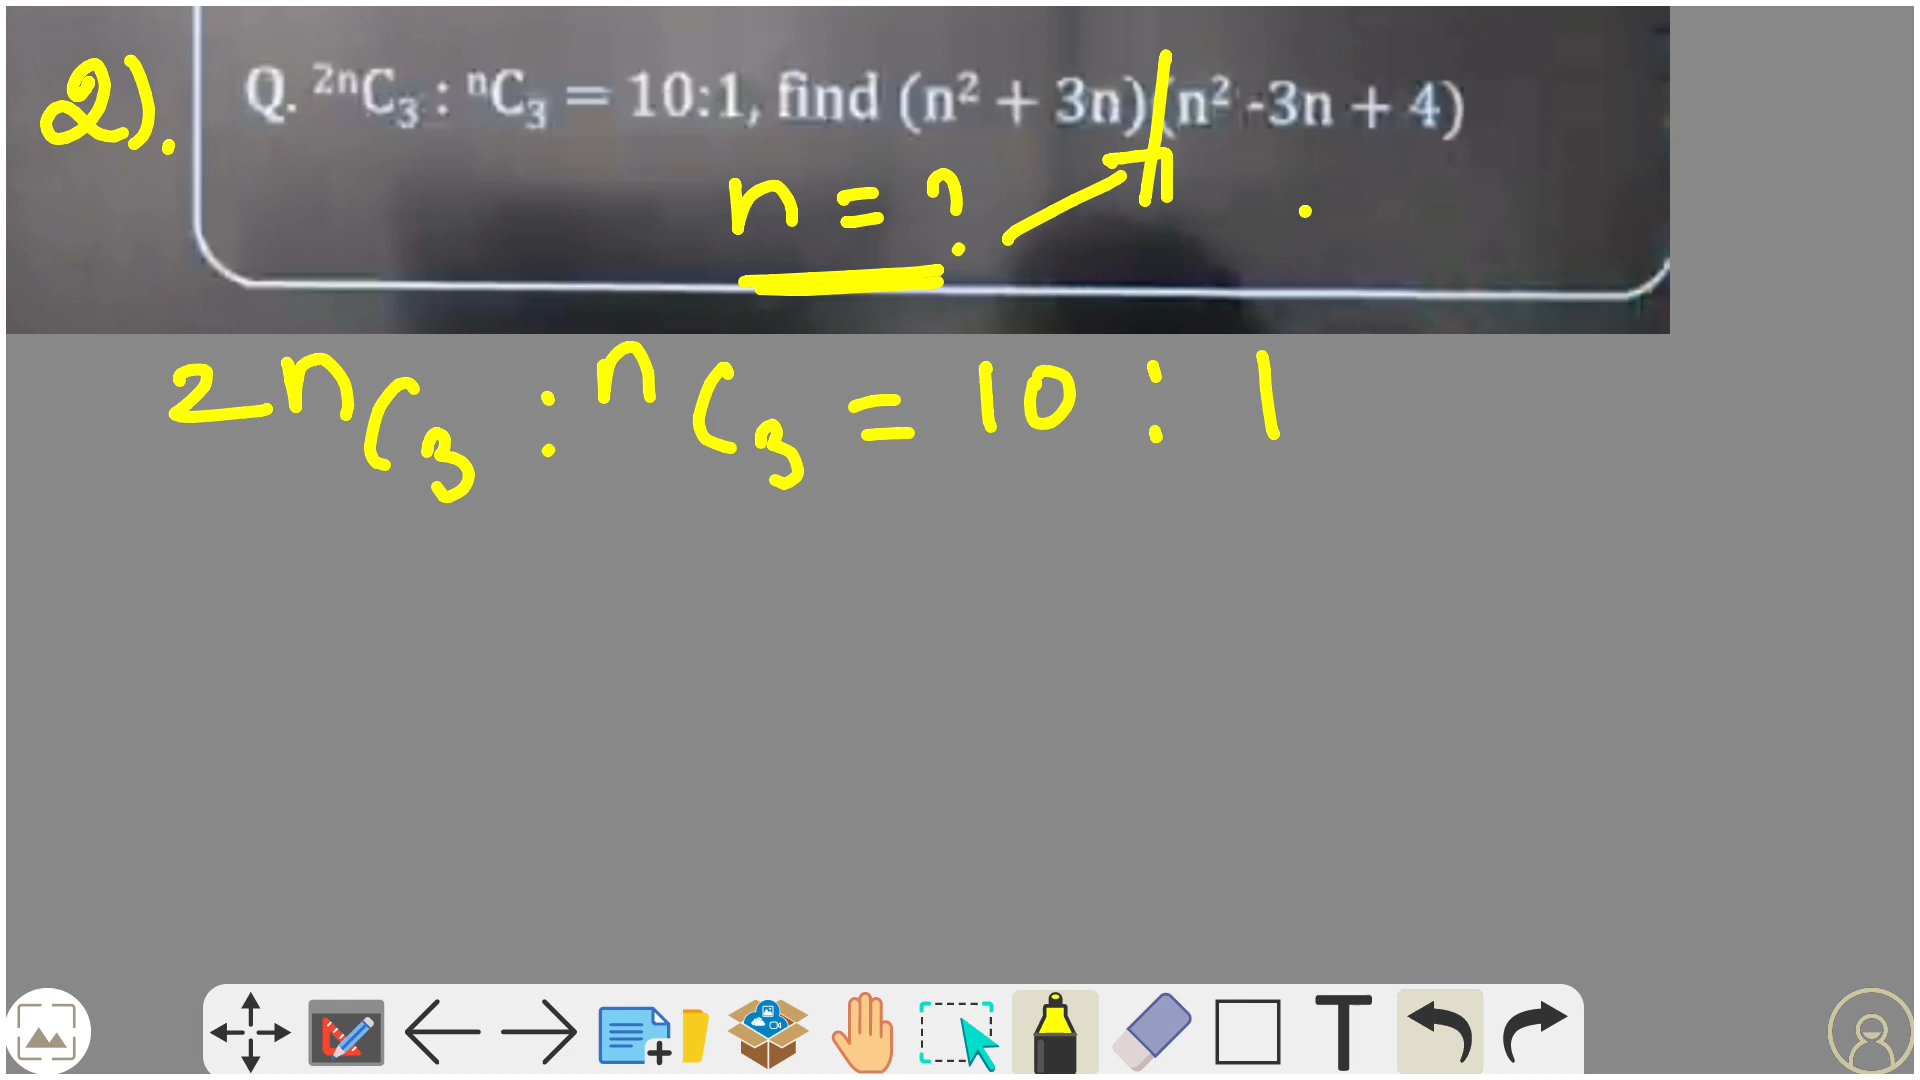 2).
Q. ²ⁿC₃ : ⁿC₃ = 10:1, find (n² + 3n)/(n² -3n + 4)
n = ?
²ⁿC₃ : ⁿC₃ = 10 : 1
T